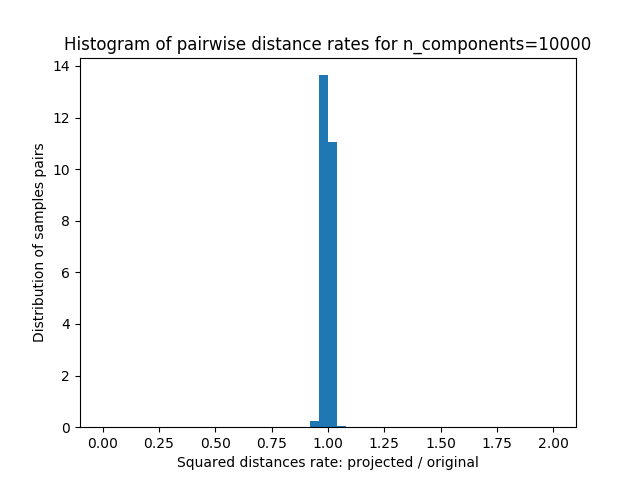 Histogram of pairwise distance rates for n_components=10000
Distribution of samples pairs
14
12
10
8
6
4
2
0
0.00 0.25 0.50 0.75 1.00 1.25 1.50 1.75 2.00
Squared distances rate: projected / original